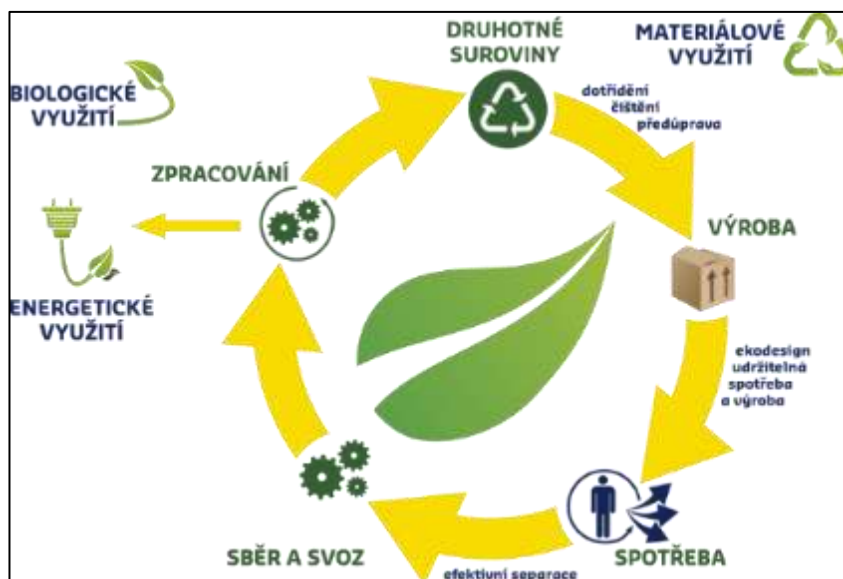 DRUHOTNÉ
SUROVINY
MATERIÁLOVÉ
VYUŽITÍ
BIOLOGICKÉ
VYUŽITÍ
dotřídění
čištění
předúprava
ZPRACOVÁNÍ
VÝROBA
ENERGETICKÉ
VYUŽITÍ
ekodesign
udržitelná
spotřeba
a výroba
SBĚR A SVOZ
SPOTŘEBA
efektivní separace